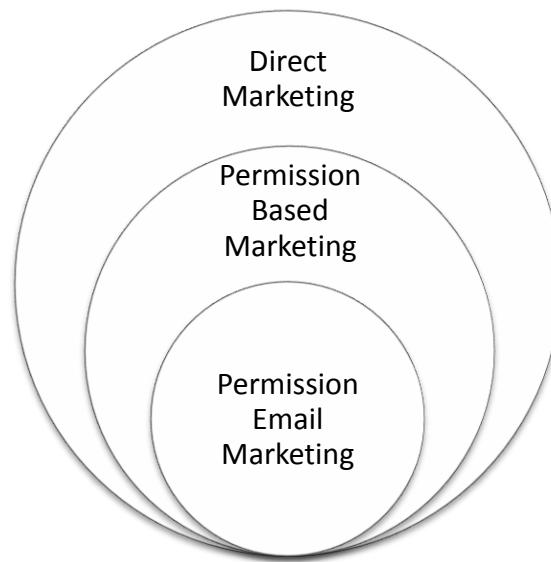 Direct
Marketing
Permission
Based
Marketing
Permission
Email
Marketing